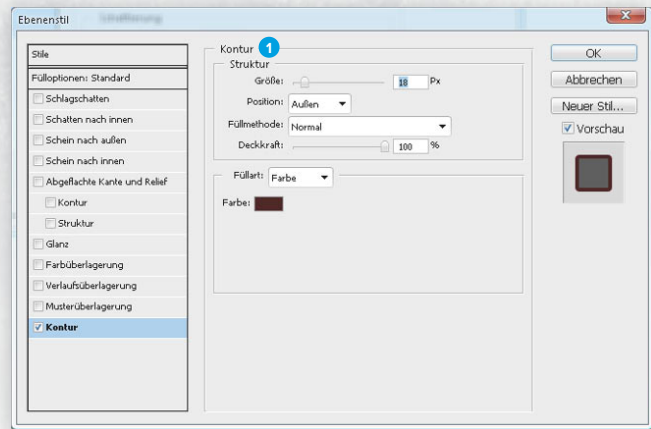 Ebenenstil
Stile
Fülloptionen: Standard
Schlagschatten
Schatten nach innen
Schein nach außen
Schein nach innen
Abgeflachte Kante und Relief
Kontur
Struktur
Glanz
Farbüberlagerung
Verlaufsüberlagerung
Musterüberlagerung
Kontur
Kontur 1
Struktur
Größe: 18 Px
Position: Außen
Füllmethode: Normal
Deckkraft: 100 %
Füllart: Farbe
Farbe:
OK
Abbrechen
Neuer Stil...
Vorschau